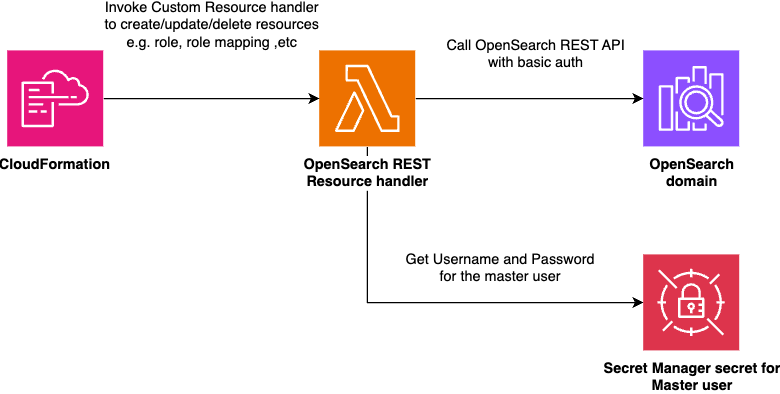 Invoke Custom Resource handler
to create/update/delete resources
e.g. role, role mapping ,etc
Call OpenSearch REST API
with basic auth
CloudFormation
OpenSearch REST
Resource handler
OpenSearch
domain
Get Username and Password
for the master user
Secret Manager secret for
Master user